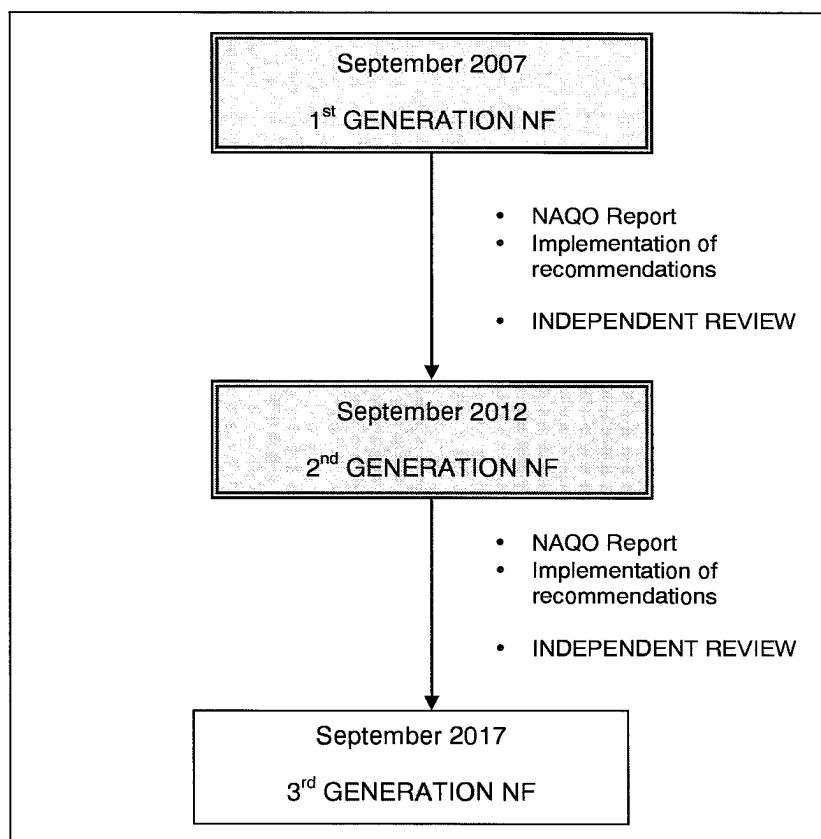 September 2007
1st GENERATION NF
• NAQO Report
• Implementation of
recommendations
• INDEPENDENT REVIEW
September 2012
2nd GENERATION NF
• NAQO Report
• Implementation of
recommendations
• INDEPENDENT REVIEW
September 2017
3rd GENERATION NF